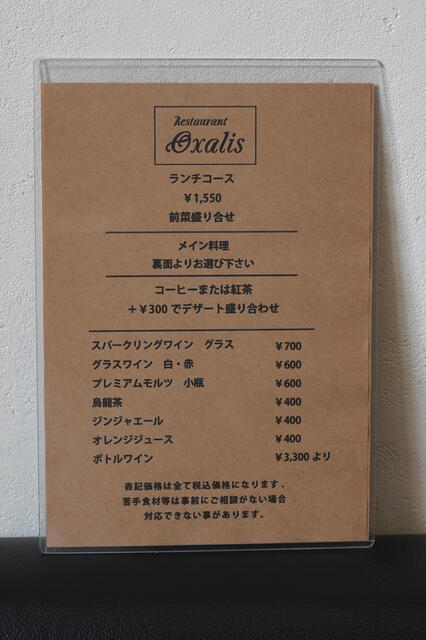 Restaurant
Oxalis
ランチコース
￥1,550
前菜盛り合せ
メイン料理
裏面よりお選び下さい
コーヒーまたは紅茶
＋￥300 でデザート盛り合わせ
スパークリングワイン　グラス　￥700
グラスワイン　白・赤　￥600
プレミアムモルツ　小瓶　￥600
烏龍茶　￥400
ジンジャエール　￥400
オレンジジュース　￥400
ボトルワイン　￥3,300 より
表記価格は全て税込価格になります．
苦手食材等は事前にご相談がない場合
対応できない事があります。